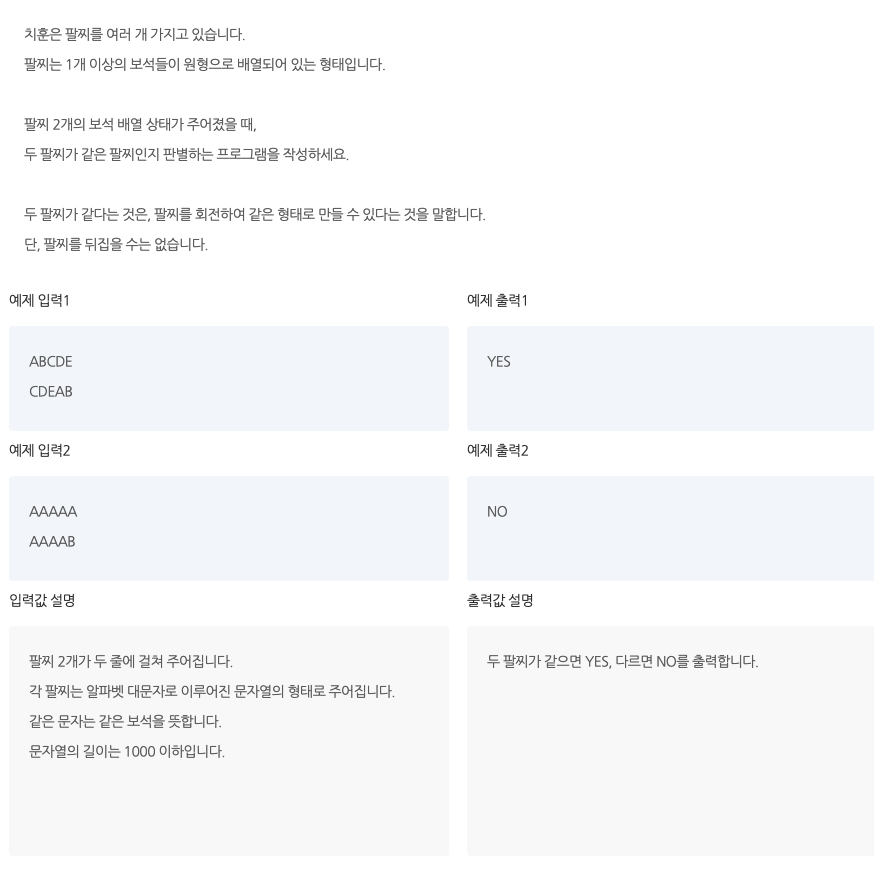 치훈은 팔찌를 여러 개 가지고 있습니다.
팔찌는 1개 이상의 보석들이 원형으로 배열되어 있는 형태입니다.
팔찌 2개의 보석 배열 상태가 주어졌을 때,
두 팔찌가 같은 팔찌인지 판별하는 프로그램을 작성하세요.
두 팔찌가 같다는 것은, 팔찌를 회전하여 같은 형태로 만들 수 있다는 것을 말합니다.
단, 팔찌를 뒤집을 수는 없습니다.
예제 입력1
ABCDE
CDEAB
예제 출력1
YES
예제 입력2
AAAAA
AAAAB
예제 출력2
NO
입력값 설명
팔찌 2개가 두 줄에 걸쳐 주어집니다.
각 팔찌는 알파벳 대문자로 이루어진 문자열의 형태로 주어집니다.
같은 문자는 같은 보석을 뜻합니다.
문자열의 길이는 1000 이하입니다.
출력값 설명
두 팔찌가 같으면 YES, 다르면 NO를 출력합니다.